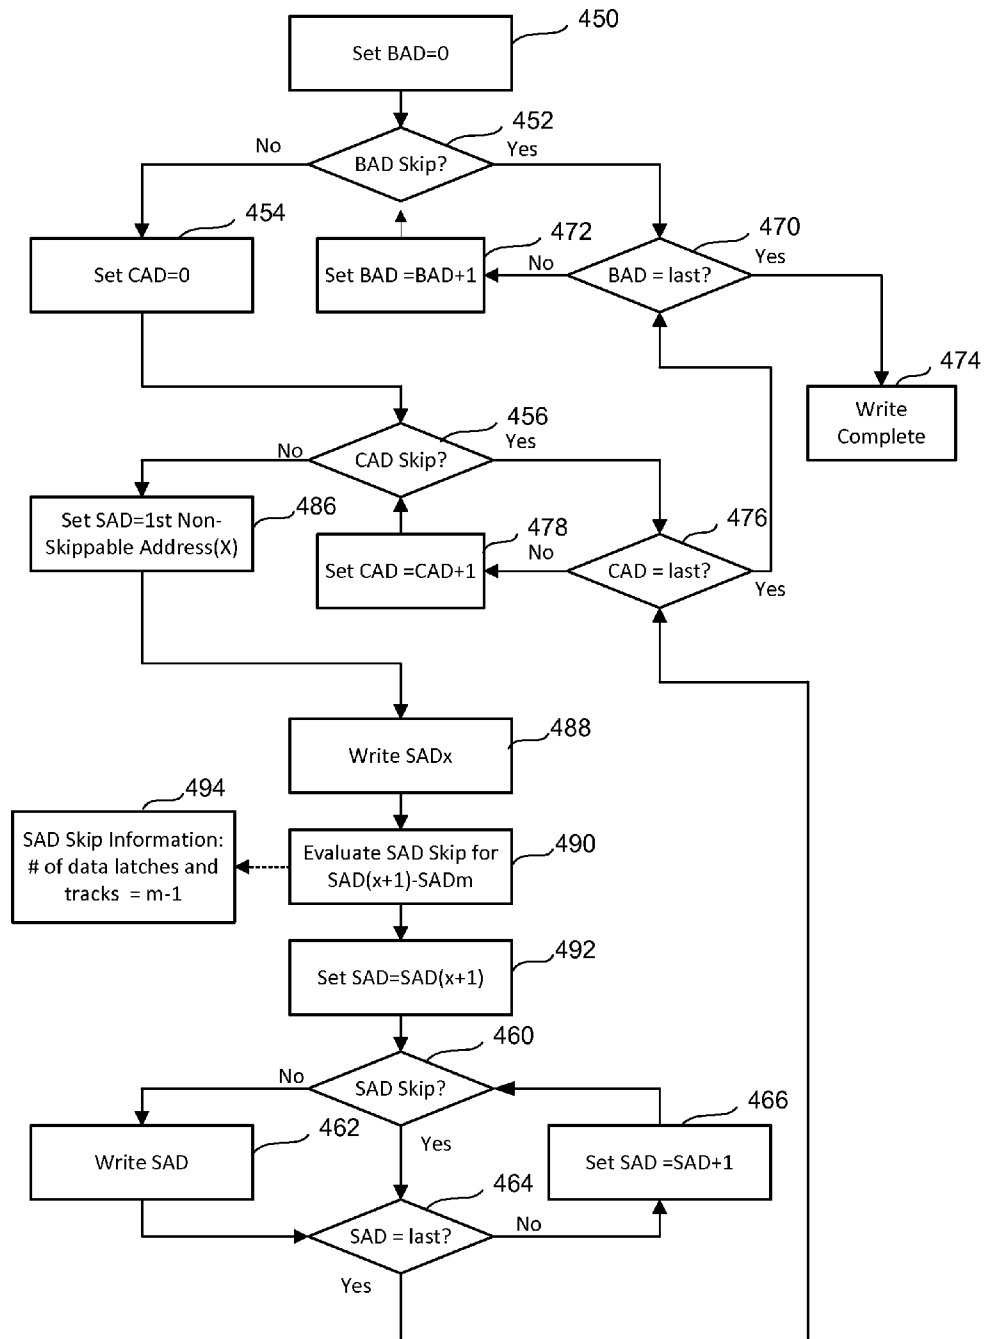 450
Set BAD=0
452
No
BAD Skip?
Yes
454
472
470
Set CAD=0
Set BAD =BAD+1
No
BAD = last?
Yes
474
456
Write
Complete
No
CAD Skip?
Yes
Set SAD=1st Non-
Skippable Address(X)
486
478
476
Set CAD =CAD+1
No
CAD = last?
Yes
488
Write SADx
494
SAD Skip Information:
# of data latches and
tracks  = m-1
Evaluate SAD Skip for
SAD(x+1)-SADm
490
492
Set SAD=SAD(x+1)
460
No
SAD Skip?
466
462
Yes
Write SAD
Set SAD =SAD+1
464
SAD = last?
No
Yes